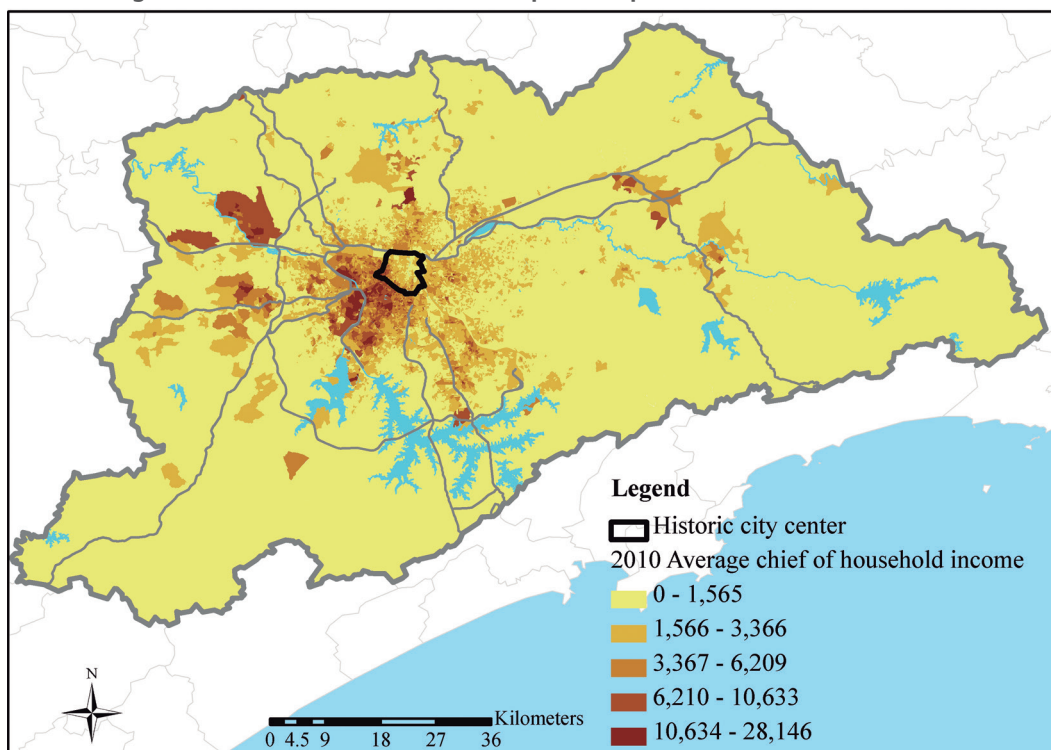 Legend
Historic city center
2010 Average chief of household income
0 - 1,565
1,566 - 3,366
3,367 - 6,209
6,210 - 10,633
10,634 - 28,146
N
Kilometers
0 4.5 9 18 27 36